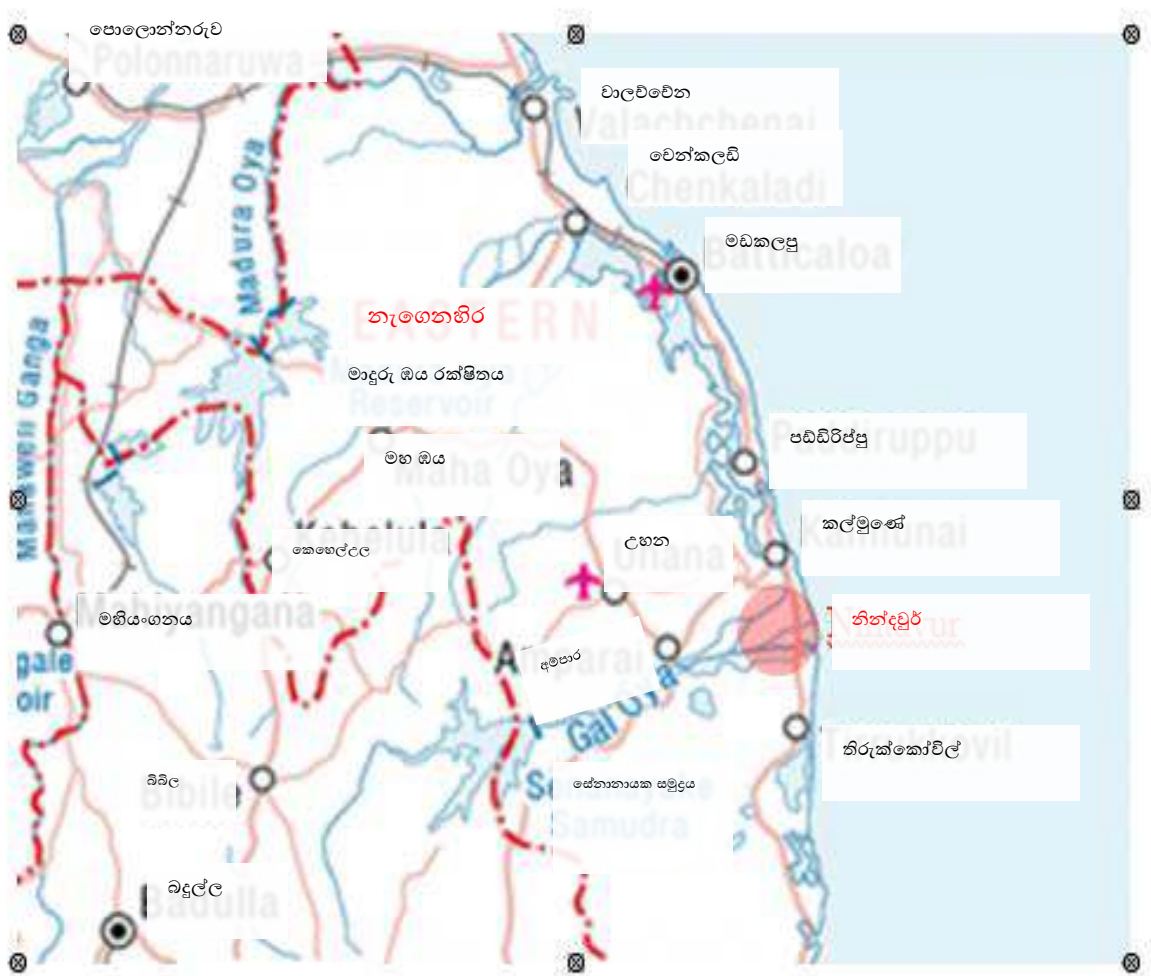 පොලොන්නරුව
Polonnaruwa
වාලච්චේන
Valachchenai
වෙන්කලඩි
Chenkaladi
Madura Oya
මඩකලපු
Batticaloa
නැගෙනහිර
EASTERN
මාදුරු ඔය රක්ෂිතය
Reservoir
Mahaweli Ganga
පඩ්ඩිරිප්පු
Paddiruppu
මහ ඔය
Maha Oya
කල්මුණේ
Kalmunai
උහන
Uhana
කෙහෙල්උල
Kehelula
මහියංගනය
Mahiyangana
නින්දවුර්
Nindavur
අම්පාර
Amparai
Gal Oya
තිරුක්කෝවිල්
Thirukkovil
බිබිල
Bibile
සේනානායක සමුද්‍රය
Senanayake
Samudra
බදුල්ල
Badulla